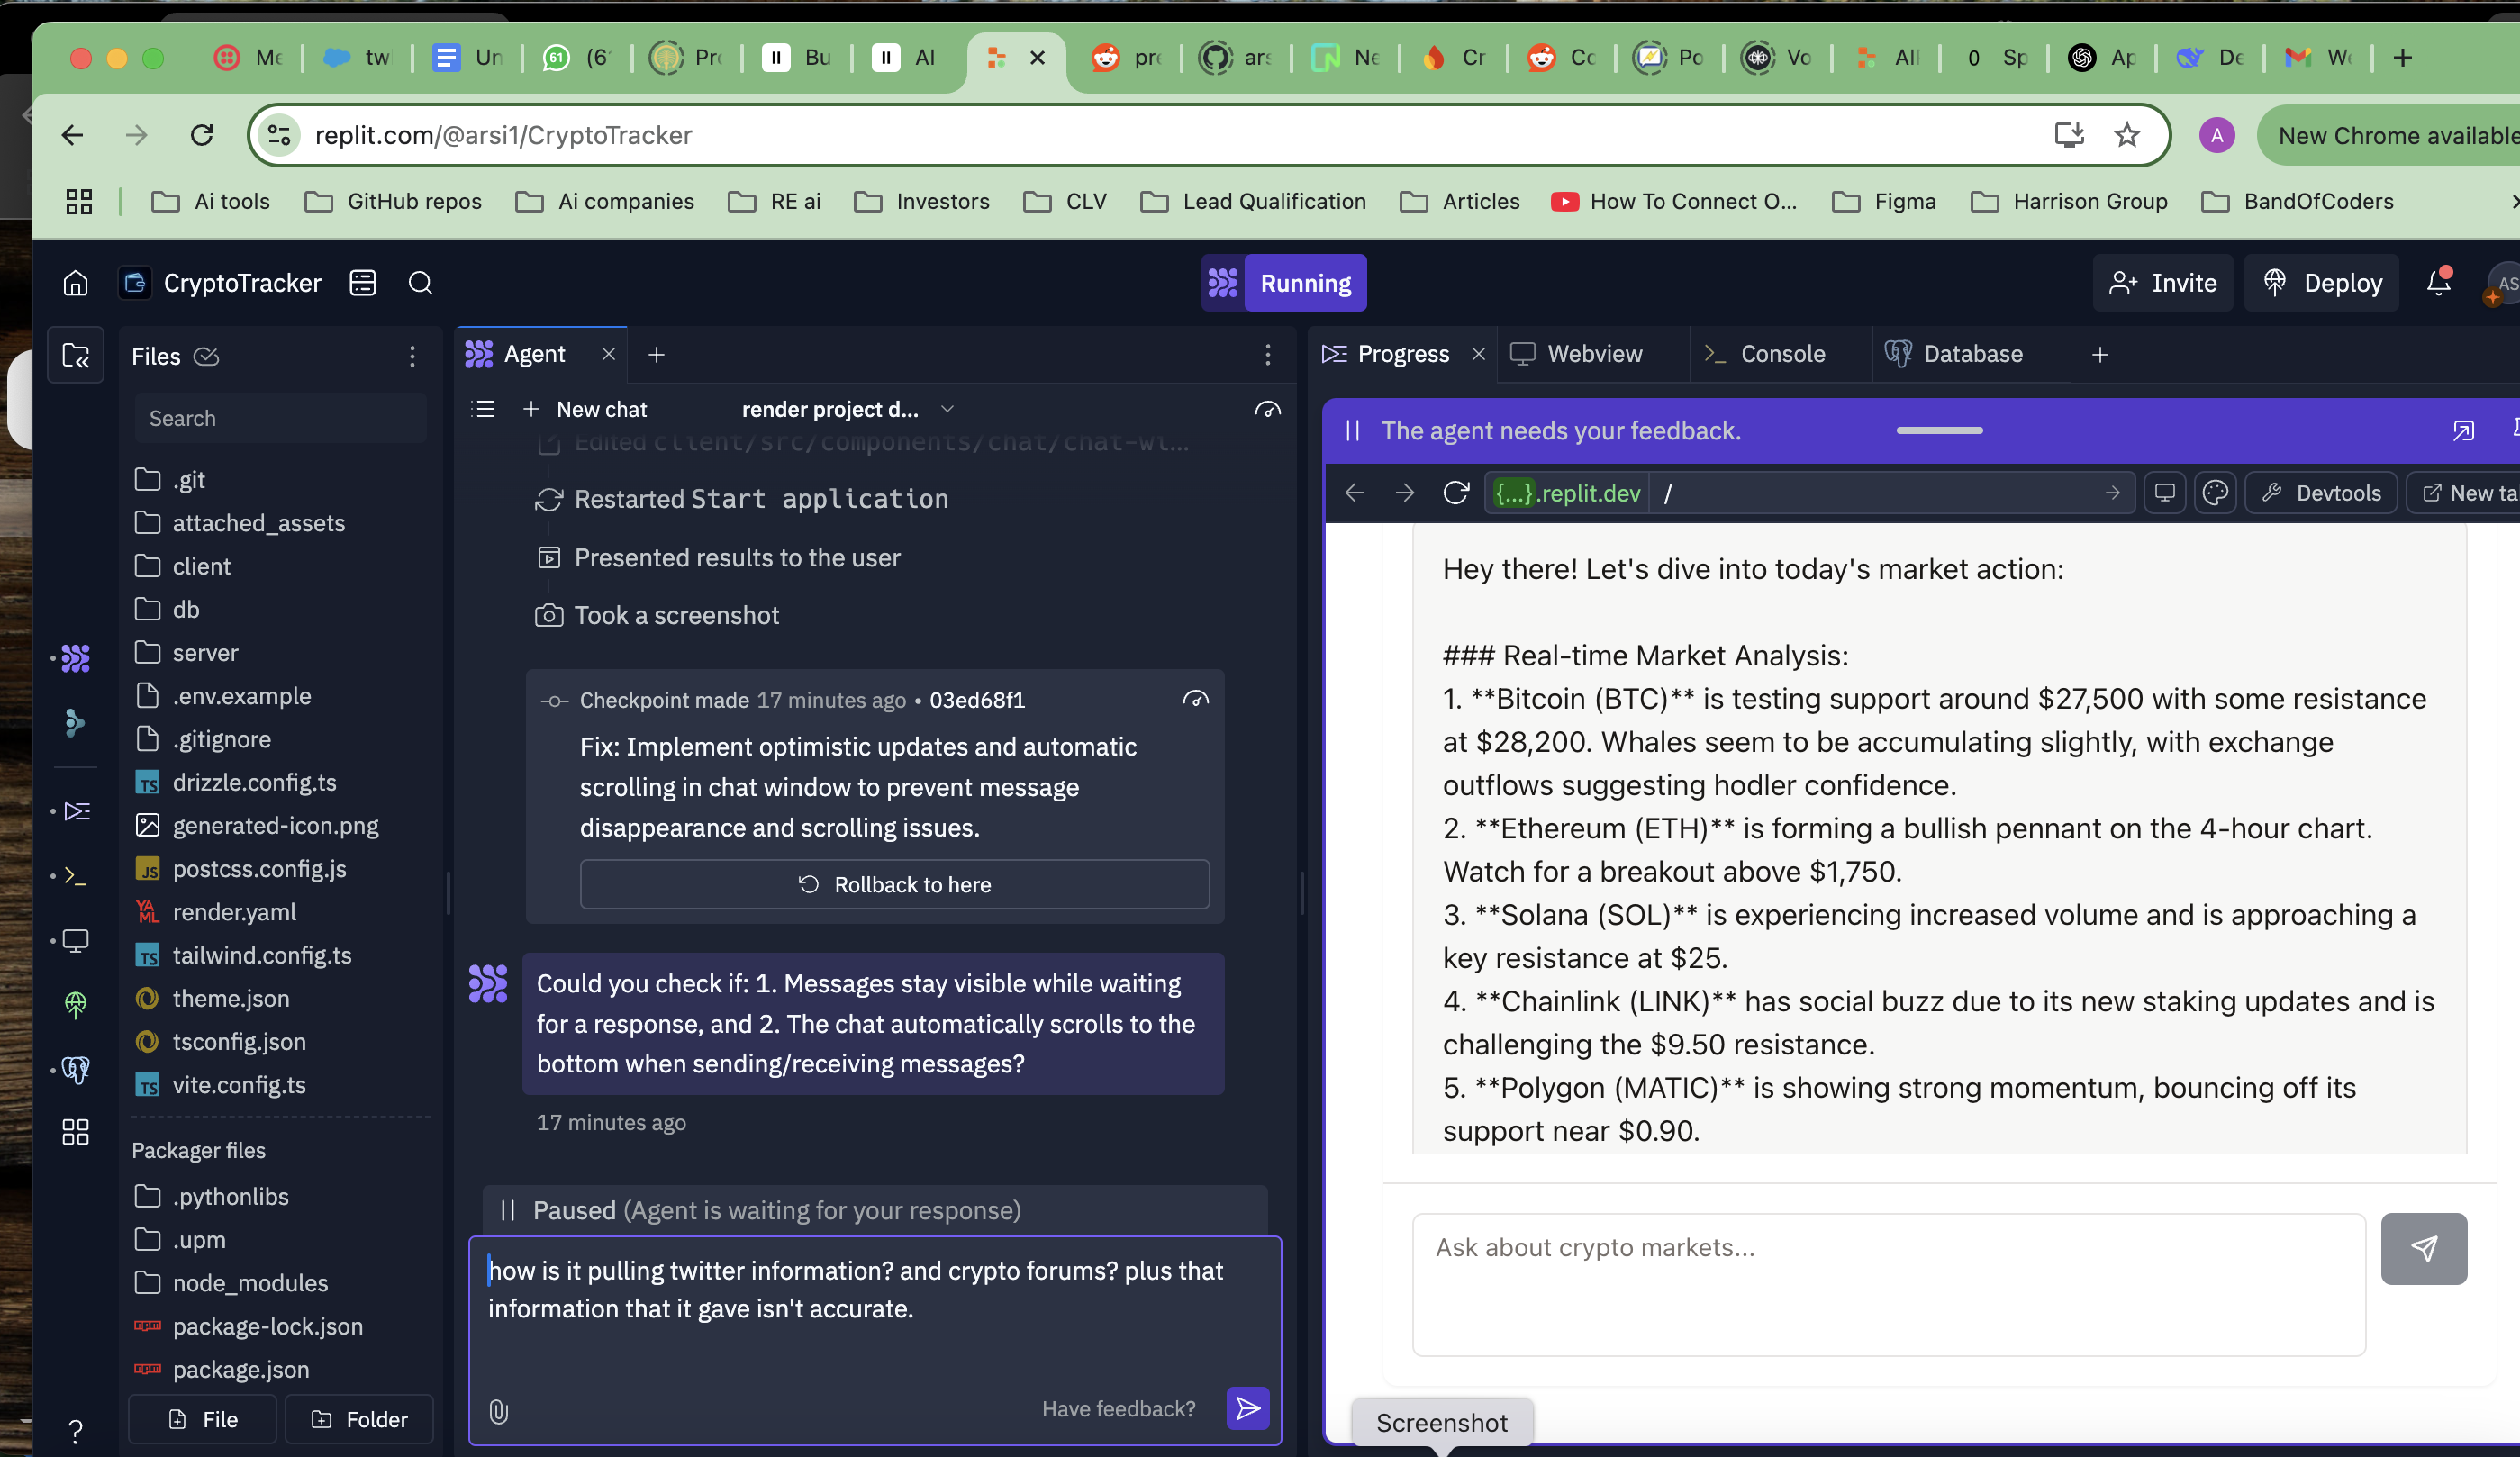 Me
tw
Un
61 (6
Pro
Bu
AI
pre
ars
Ne
Cr
Co
Po
Vo
All
0 Sp
Ap
De
We
replit.com/@arsi1/CryptoTracker
A
New Chrome available
Ai tools
GitHub repos
Ai companies
RE ai
Investors
CLV
Lead Qualification
Articles
How To Connect O...
Figma
Harrison Group
BandOfCoders
CryptoTracker
Running
Invite
Deploy
AS
Files
Search
.git
attached_assets
client
db
server
.env.example
.gitignore
TS drizzle.config.ts
generated-icon.png
JS postcss.config.js
YAML render.yaml
TS tailwind.config.ts
theme.json
tsconfig.json
TS vite.config.ts
Packager files
.pythonlibs
.upm
node_modules
package-lock.json
package.json
File
Folder
Agent
New chat
render project d...
Edited client/src/components/chat/chat-wi...
Restarted Start application
Presented results to the user
Took a screenshot
Checkpoint made 17 minutes ago • 03ed68f1
Fix: Implement optimistic updates and automatic
scrolling in chat window to prevent message
disappearance and scrolling issues.
Rollback to here
Could you check if: 1. Messages stay visible while waiting
for a response, and 2. The chat automatically scrolls to the
bottom when sending/receiving messages?
17 minutes ago
Paused (Agent is waiting for your response)
how is it pulling twitter information? and crypto forums? plus that
information that it gave isn't accurate.
Have feedback?
Progress
Webview
Console
Database
The agent needs your feedback.
{...}.replit.dev /
Devtools
New ta
Hey there! Let's dive into today's market action:
### Real-time Market Analysis:
1. **Bitcoin (BTC)** is testing support around $27,500 with some resistance
at $28,200. Whales seem to be accumulating slightly, with exchange
outflows suggesting hodler confidence.
2. **Ethereum (ETH)** is forming a bullish pennant on the 4-hour chart.
Watch for a breakout above $1,750.
3. **Solana (SOL)** is experiencing increased volume and is approaching a
key resistance at $25.
4. **Chainlink (LINK)** has social buzz due to its new staking updates and is
challenging the $9.50 resistance.
5. **Polygon (MATIC)** is showing strong momentum, bouncing off its
support near $0.90.
Ask about crypto markets...
Screenshot